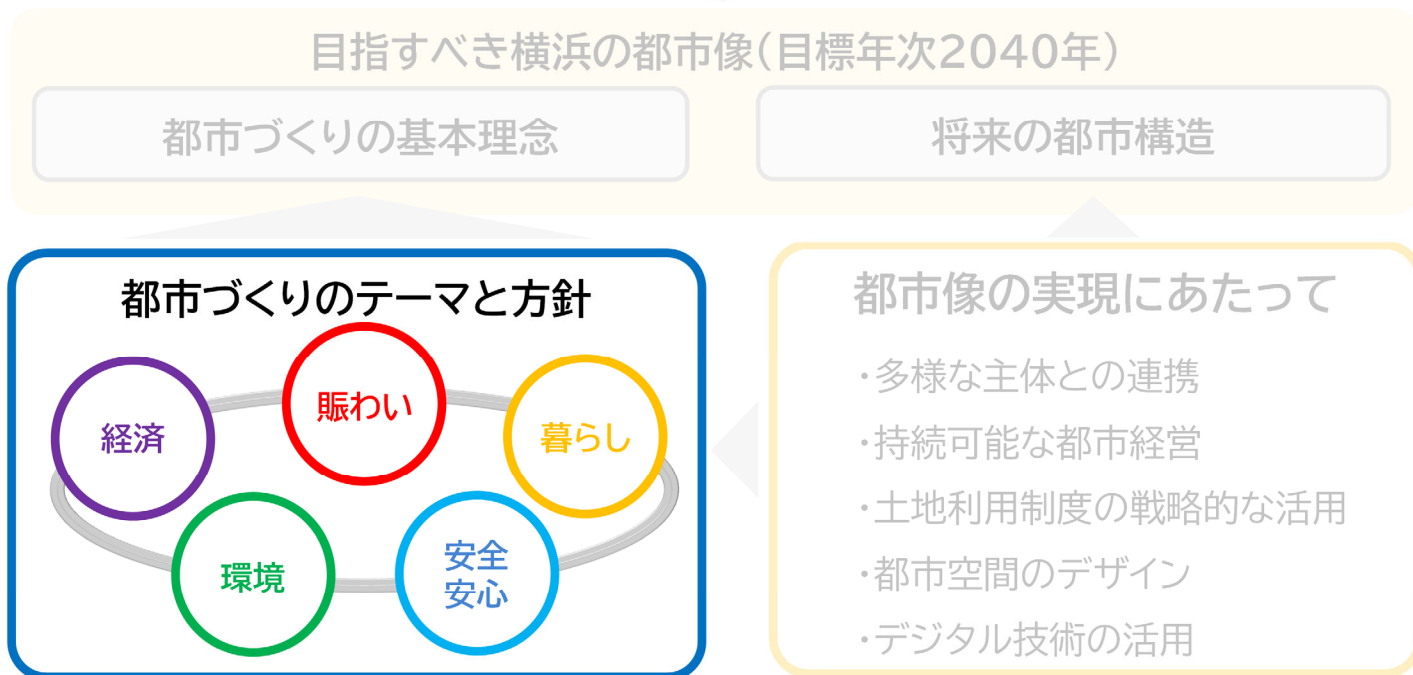 目指すべき横浜の都市像(目標年次2040年)
都市づくりの基本理念
将来の都市構造
都市づくりのテーマと方針
経済
賑わい
暮らし
環境
安全
安心
都市像の実現にあたって
・多様な主体との連携
・持続可能な都市経営
・土地利用制度の戦略的な活用
・都市空間のデザイン
・デジタル技術の活用